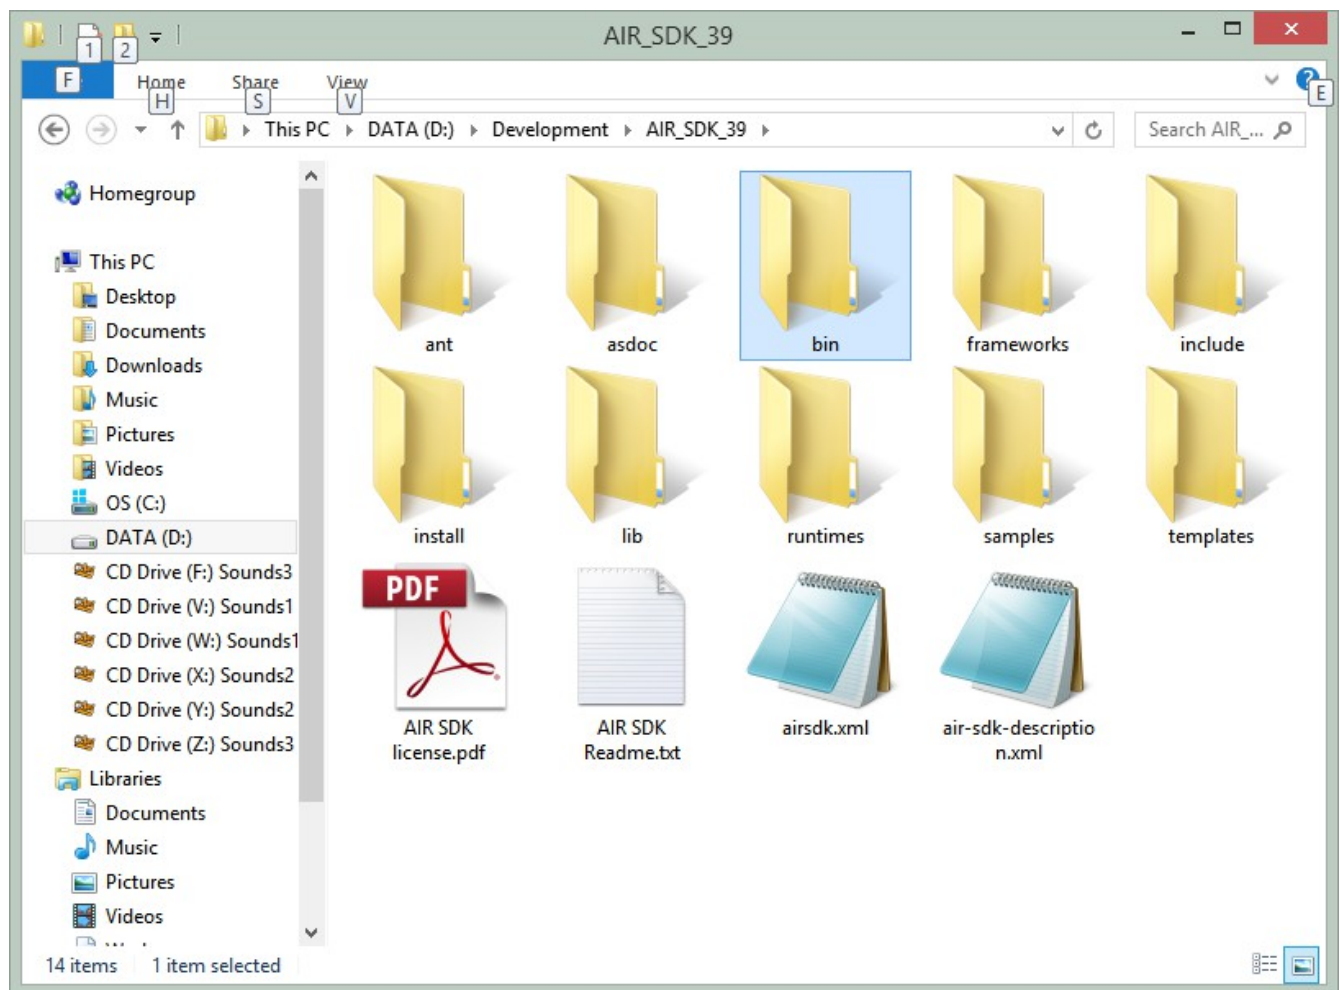 AIR_SDK_39
1
2
F
Home
Share
View
H
S
V
E
This PC
DATA (D:)
Development
AIR_SDK_39
Search AIR_...
Homegroup
This PC
Desktop
Documents
Downloads
Music
Pictures
Videos
OS (C:)
DATA (D:)
CD Drive (F:) Sounds3
CD Drive (V:) Sounds1
CD Drive (W:) Sounds1
CD Drive (X:) Sounds2
CD Drive (Y:) Sounds2
CD Drive (Z:) Sounds3
Libraries
Documents
Music
Pictures
Videos
ant
asdoc
bin
frameworks
include
install
lib
runtimes
samples
templates
PDF
AIR SDK
license.pdf
AIR SDK
Readme.txt
airsdk.xml
air-sdk-descriptio
n.xml
14 items
1 item selected